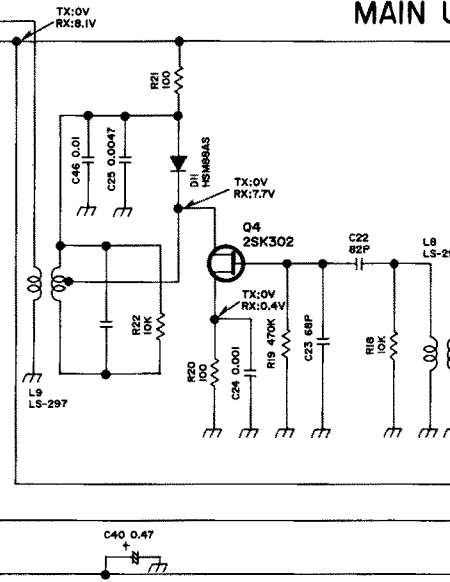 MAIN U
TX:0V
RX:8.1V
R21
100
C46 0.01
C25 0.0047
D11
HSM88AS
TX:0V
RX:7.7V
Q4
2SK302
C22
82P
L8
LS-29
TX:0V
RX:0.4V
R22
10K
R20
100
C24 0.001
R19 470K
C23 68P
R18
10K
L9
LS-297
C40 0.47
+